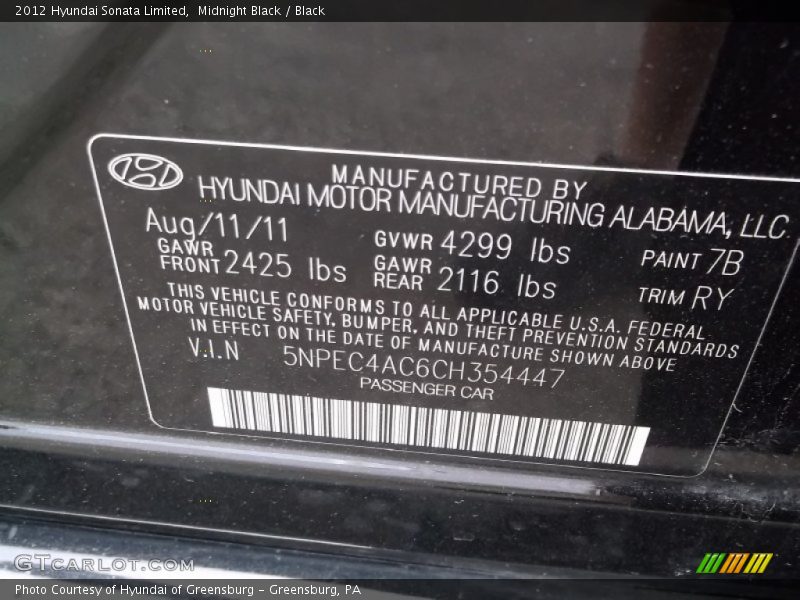 2012 Hyundai Sonata Limited,  Midnight Black / Black
MANUFACTURED BY
HYUNDAI MOTOR MANUFACTURING ALABAMA, LLC
Aug/11/11 GVWR 4299 lbs PAINT 7B
GAWR FRONT 2425 lbs GAWR REAR 2116 lbs TRIM RY
THIS VEHICLE CONFORMS TO ALL APPLICABLE U.S.A. FEDERAL
MOTOR VEHICLE SAFETY, BUMPER, AND THEFT PREVENTION STANDARDS
IN EFFECT ON THE DATE OF MANUFACTURE SHOWN ABOVE
V.I.N 5NPEC4AC6CH354447
PASSENGER CAR
GTCARLOT.COM
Photo Courtesy of Hyundai of Greensburg - Greensburg, PA